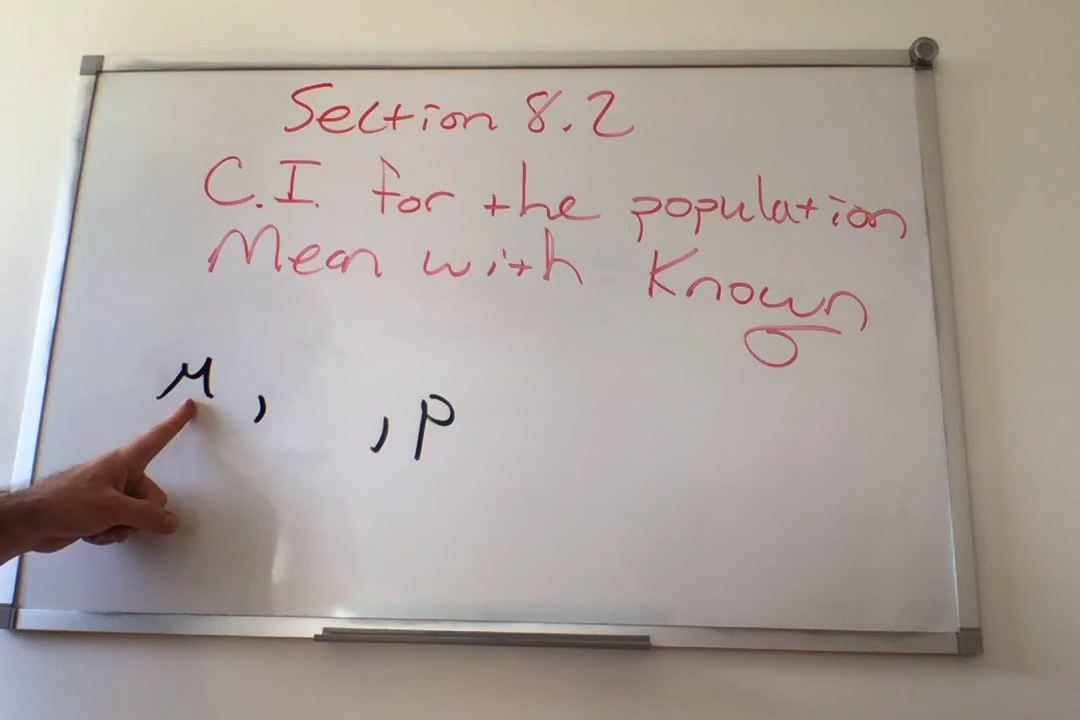 Section 8.2
C.I. for the population
Mean with Known
σ
μ, , p